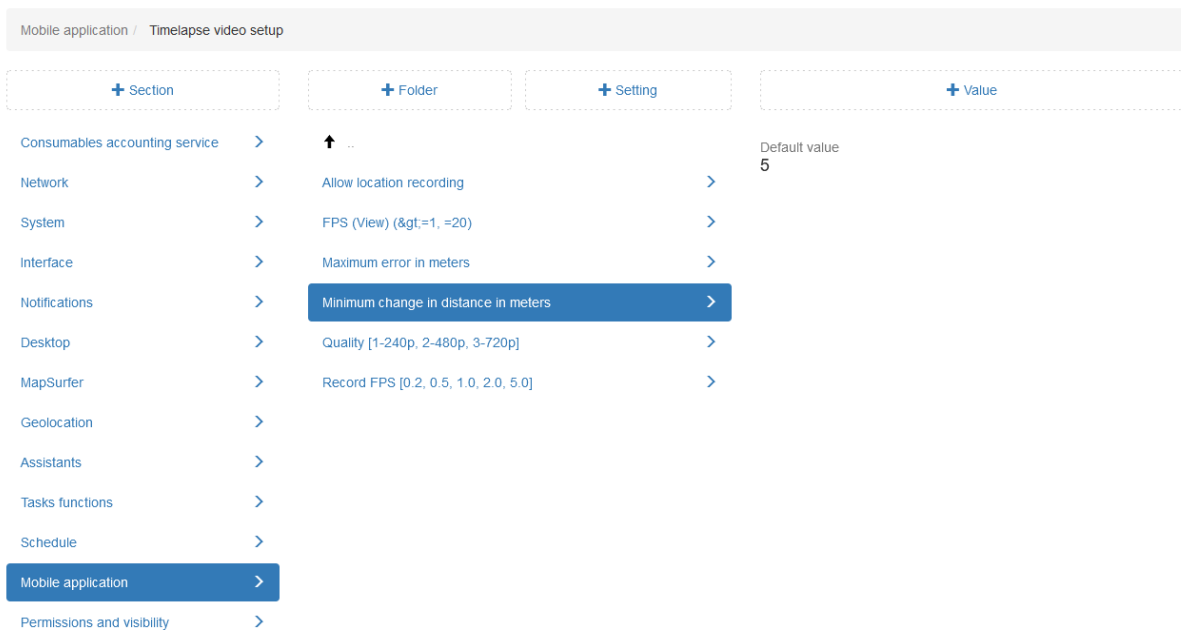 Mobile application / Timelapse video setup
+ Section
+ Folder
+ Setting
+ Value
Consumables accounting service
Network
System
Interface
Notifications
Desktop
MapSurfer
Geolocation
Assistants
Tasks functions
Schedule
Mobile application
Permissions and visibility
..
Allow location recording
FPS (View) (&gt;=1, =20)
Maximum error in meters
Minimum change in distance in meters
Quality [1-240p, 2-480p, 3-720p]
Record FPS [0.2, 0.5, 1.0, 2.0, 5.0]
Default value
5